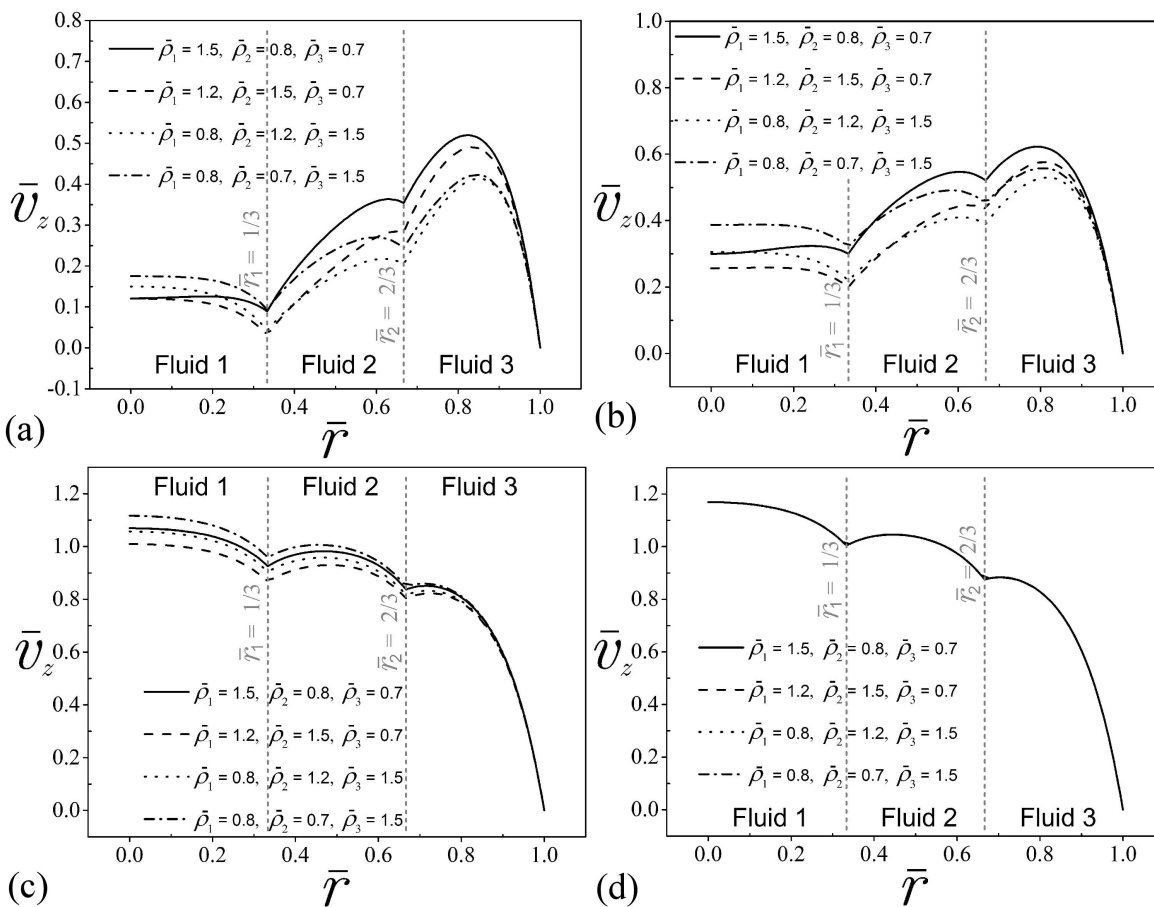 0.8
0.7
0.6
0.5
0.4
0.3
0.2
0.1
0.0
-0.1
v̄_z
ρ̄₁ = 1.5, ρ̄₂ = 0.8, ρ̄₃ = 0.7
ρ̄₁ = 1.2, ρ̄₂ = 1.5, ρ̄₃ = 0.7
ρ̄₁ = 0.8, ρ̄₂ = 1.2, ρ̄₃ = 1.5
ρ̄₁ = 0.8, ρ̄₂ = 0.7, ρ̄₃ = 1.5
r̄₁ = 1/3
r̄₂ = 2/3
Fluid 1 Fluid 2 Fluid 3
0.0 0.2 0.4 0.6 0.8 1.0
(a) r̄
1.0
0.8
0.6
0.4
0.2
0.0
v̄_z
ρ̄₁ = 1.5, ρ̄₂ = 0.8, ρ̄₃ = 0.7
ρ̄₁ = 1.2, ρ̄₂ = 1.5, ρ̄₃ = 0.7
ρ̄₁ = 0.8, ρ̄₂ = 1.2, ρ̄₃ = 1.5
ρ̄₁ = 0.8, ρ̄₂ = 0.7, ρ̄₃ = 1.5
r̄₁ = 1/3
r̄₂ = 2/3
Fluid 1 Fluid 2 Fluid 3
0.0 0.2 0.4 0.6 0.8 1.0
(b) r̄
Fluid 1 Fluid 2 Fluid 3
1.2
1.0
0.8
0.6
0.4
0.2
0.0
v̄_z
r̄₁ = 1/3
r̄₂ = 2/3
ρ̄₁ = 1.5, ρ̄₂ = 0.8, ρ̄₃ = 0.7
ρ̄₁ = 1.2, ρ̄₂ = 1.5, ρ̄₃ = 0.7
ρ̄₁ = 0.8, ρ̄₂ = 1.2, ρ̄₃ = 1.5
ρ̄₁ = 0.8, ρ̄₂ = 0.7, ρ̄₃ = 1.5
0.0 0.2 0.4 0.6 0.8 1.0
(c) r̄
1.2
1.0
0.8
0.6
0.4
0.2
0.0
v̄_z
r̄₁ = 1/3
r̄₂ = 2/3
ρ̄₁ = 1.5, ρ̄₂ = 0.8, ρ̄₃ = 0.7
ρ̄₁ = 1.2, ρ̄₂ = 1.5, ρ̄₃ = 0.7
ρ̄₁ = 0.8, ρ̄₂ = 1.2, ρ̄₃ = 1.5
ρ̄₁ = 0.8, ρ̄₂ = 0.7, ρ̄₃ = 1.5
Fluid 1 Fluid 2 Fluid 3
0.0 0.2 0.4 0.6 0.8 1.0
(d) r̄